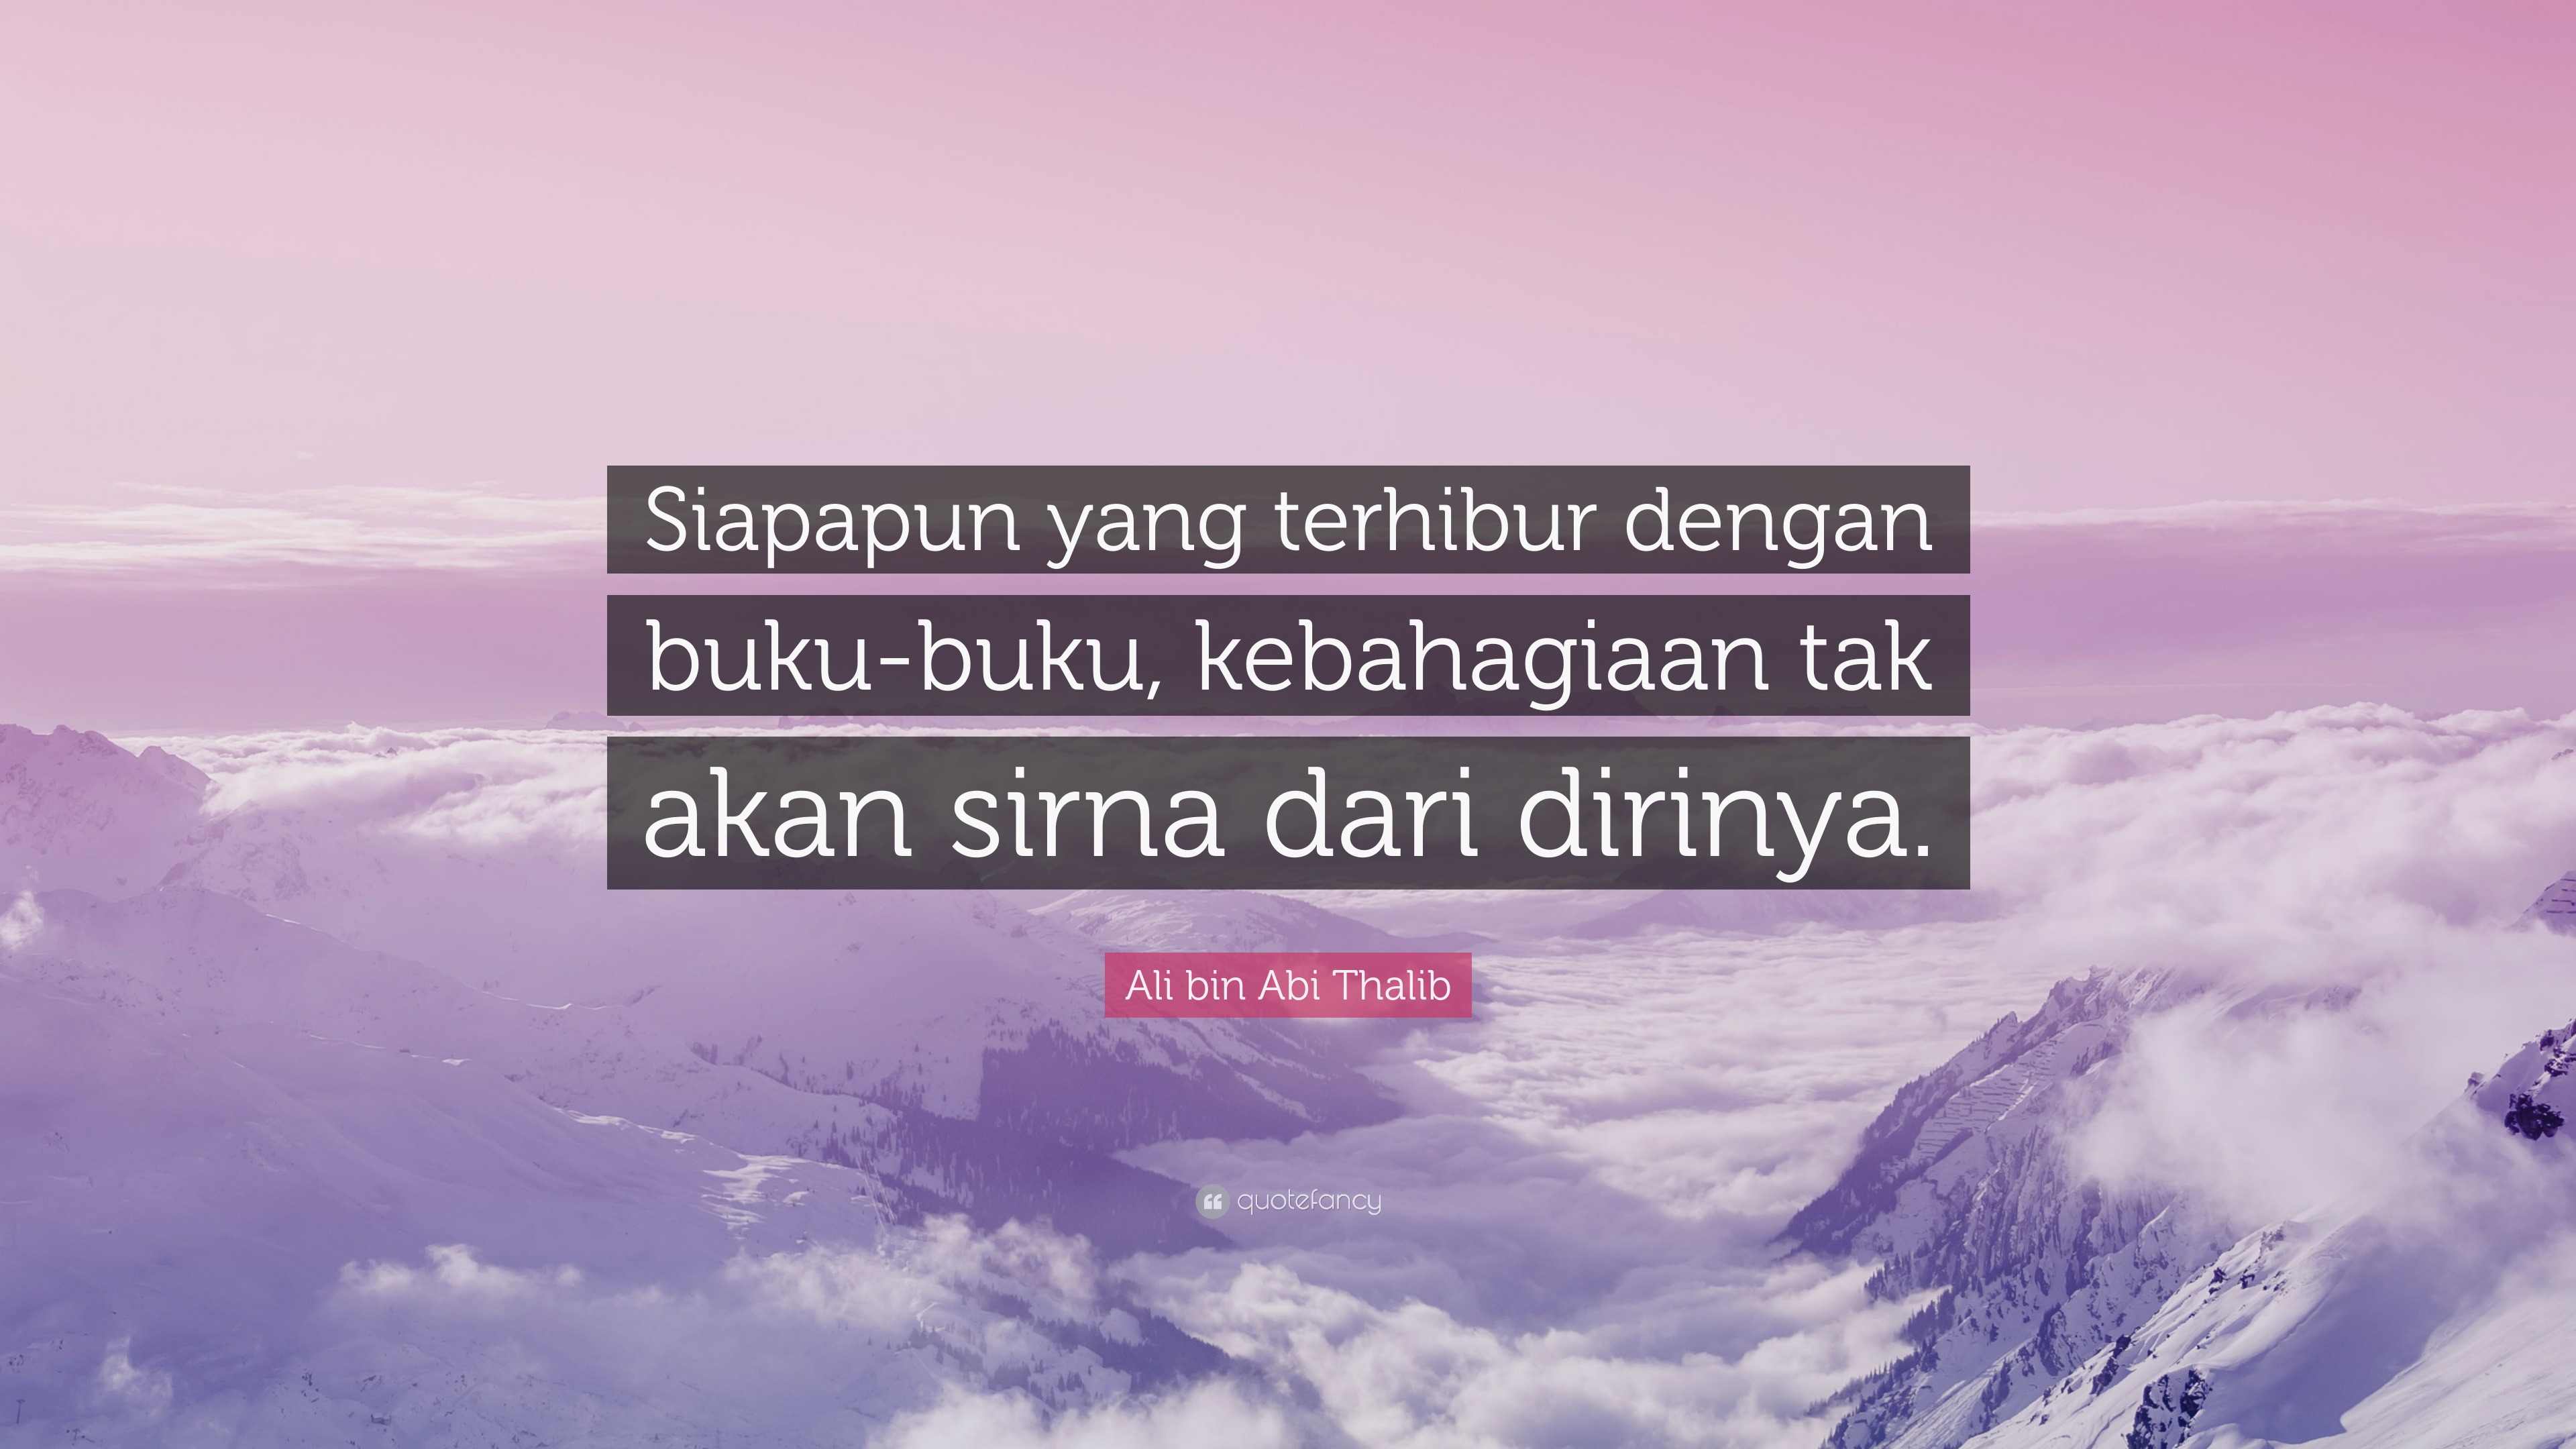 Siapapun yang terhibur dengan
buku-buku, kebahagiaan tak
akan sirna dari dirinya.
Ali bin Abi Thalib
quotefancy